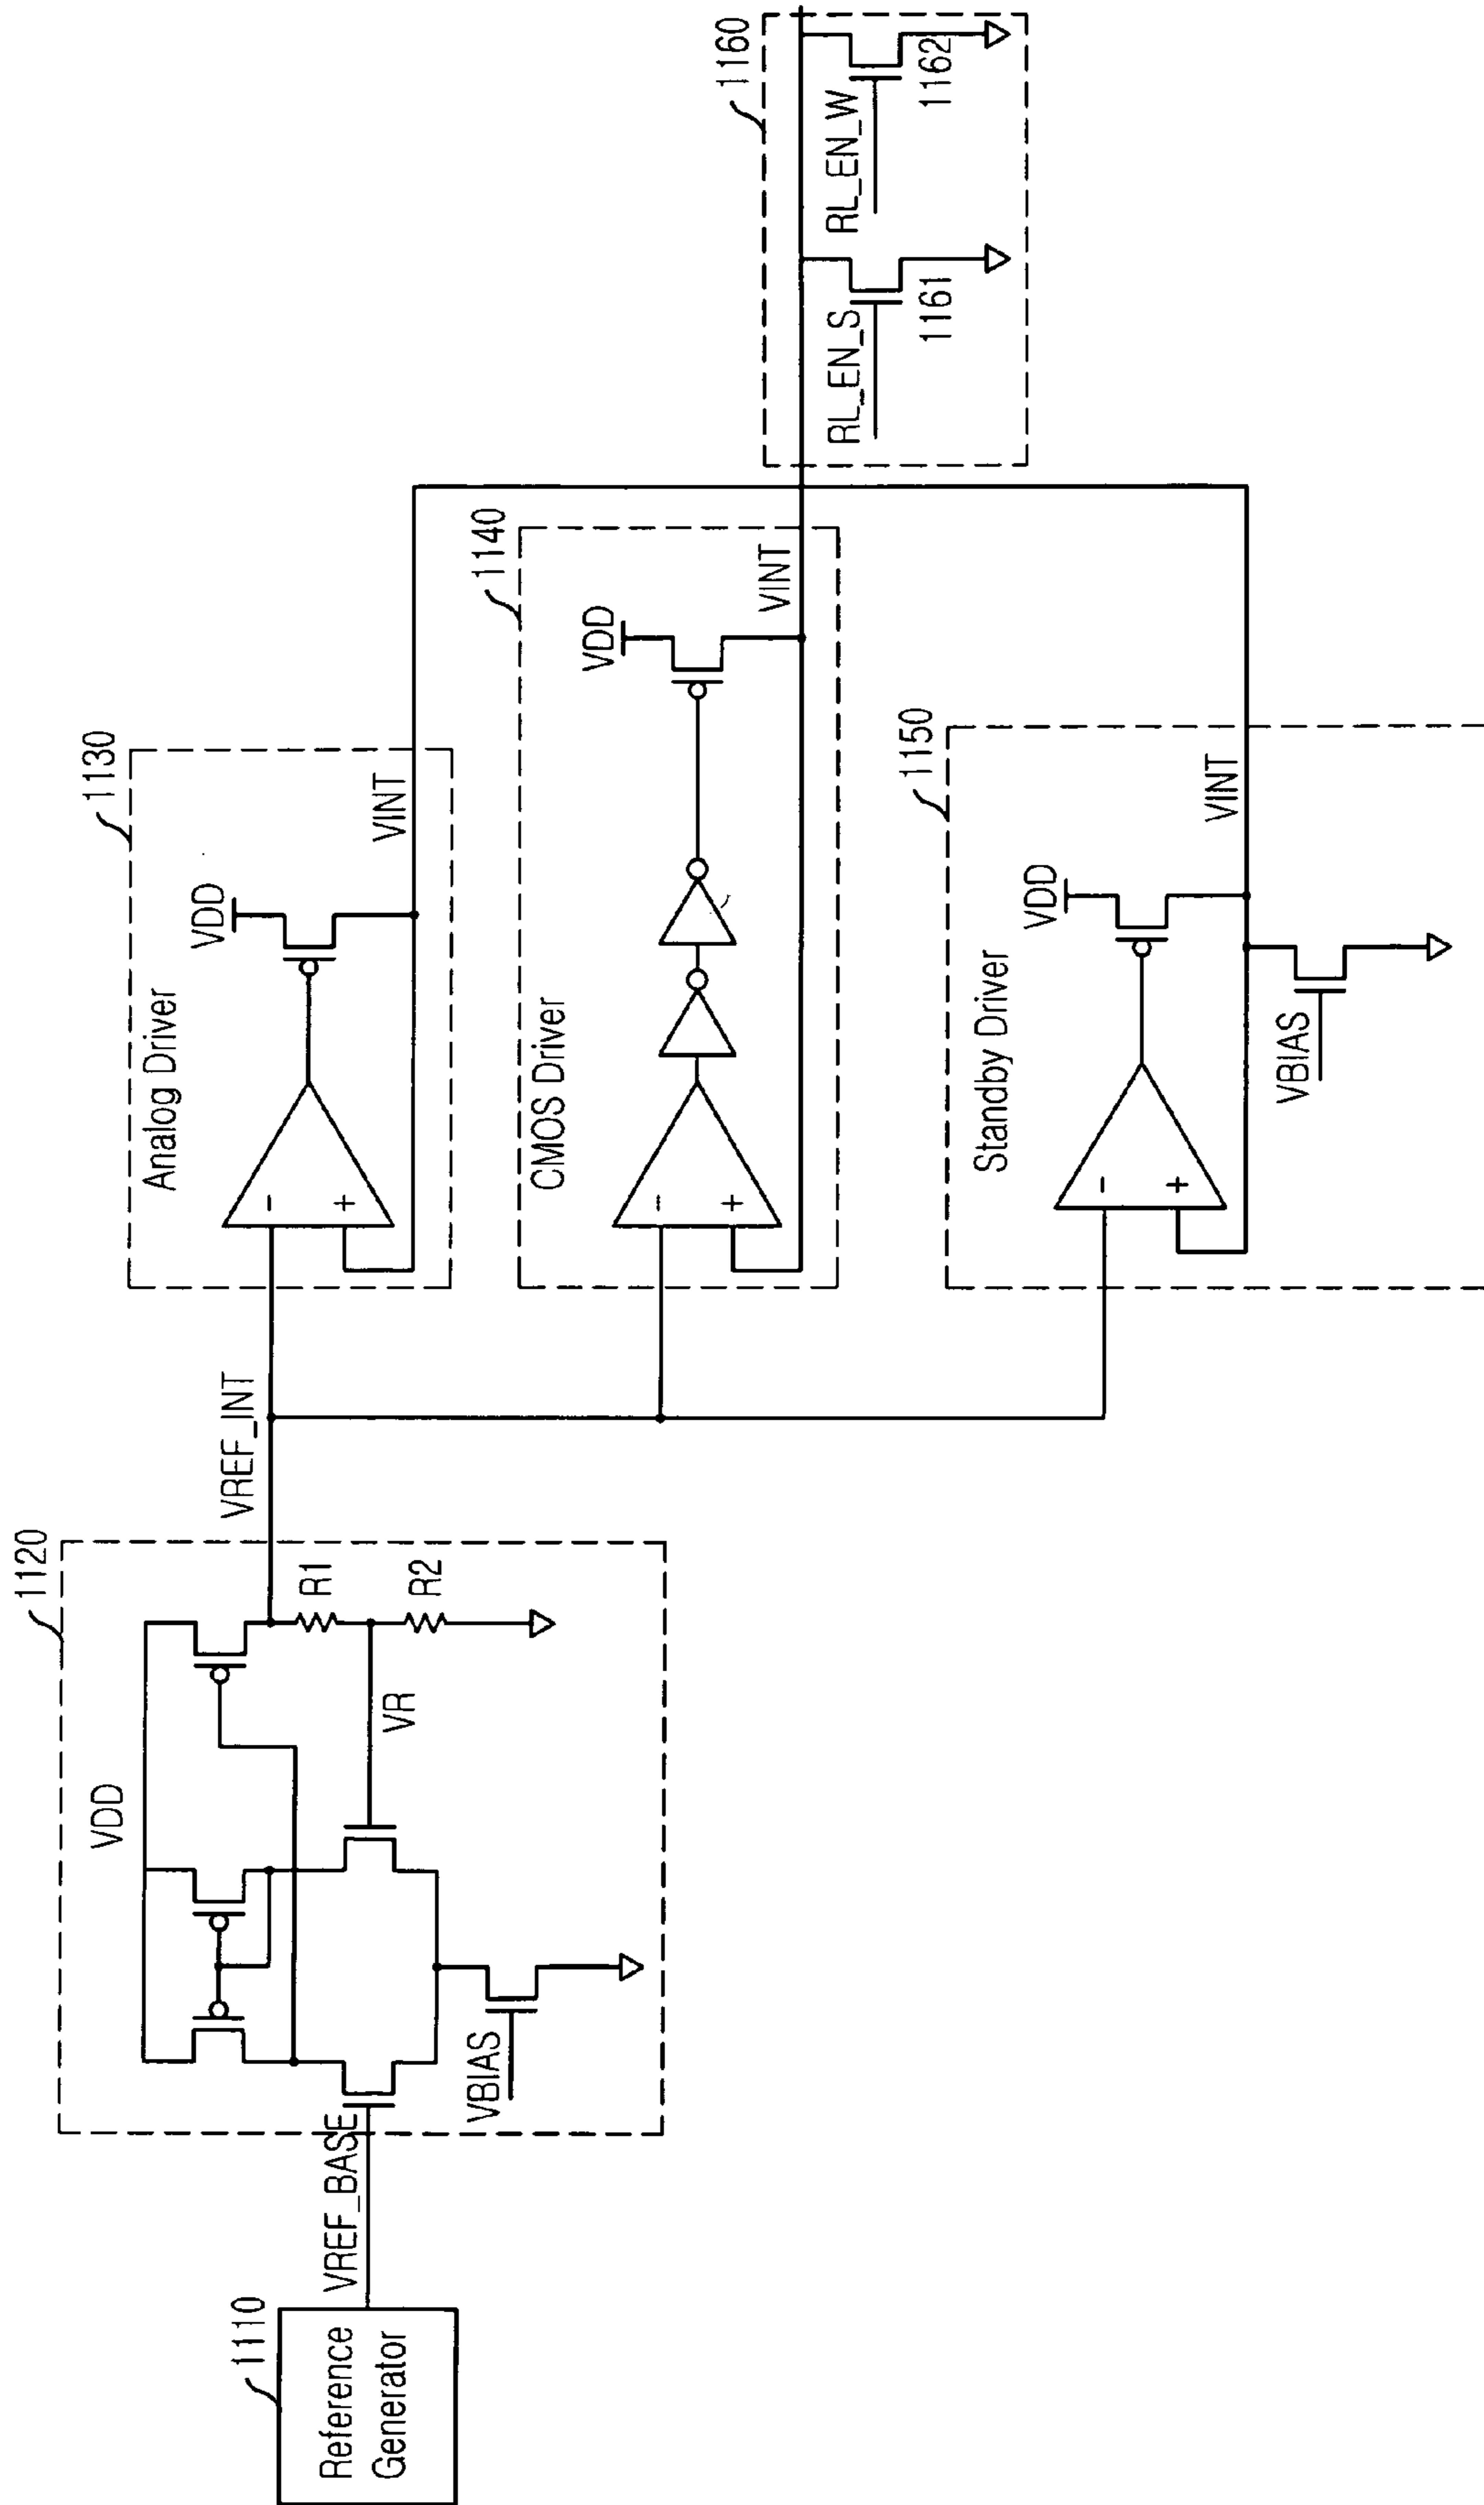 1110
Reference
Generator
VREF_BASE
1120
VDD
VBIAS
VR
R1
R2
VREF_INT
1130
Analog Driver
VDD
-
+
VINT
1140
CMOS Driver
VDD
-
+
VINT
1150
Standby Driver
VDD
-
+
VINT
VBIAS
1160
RL_EN_S
1161
RL_EN_W
1162